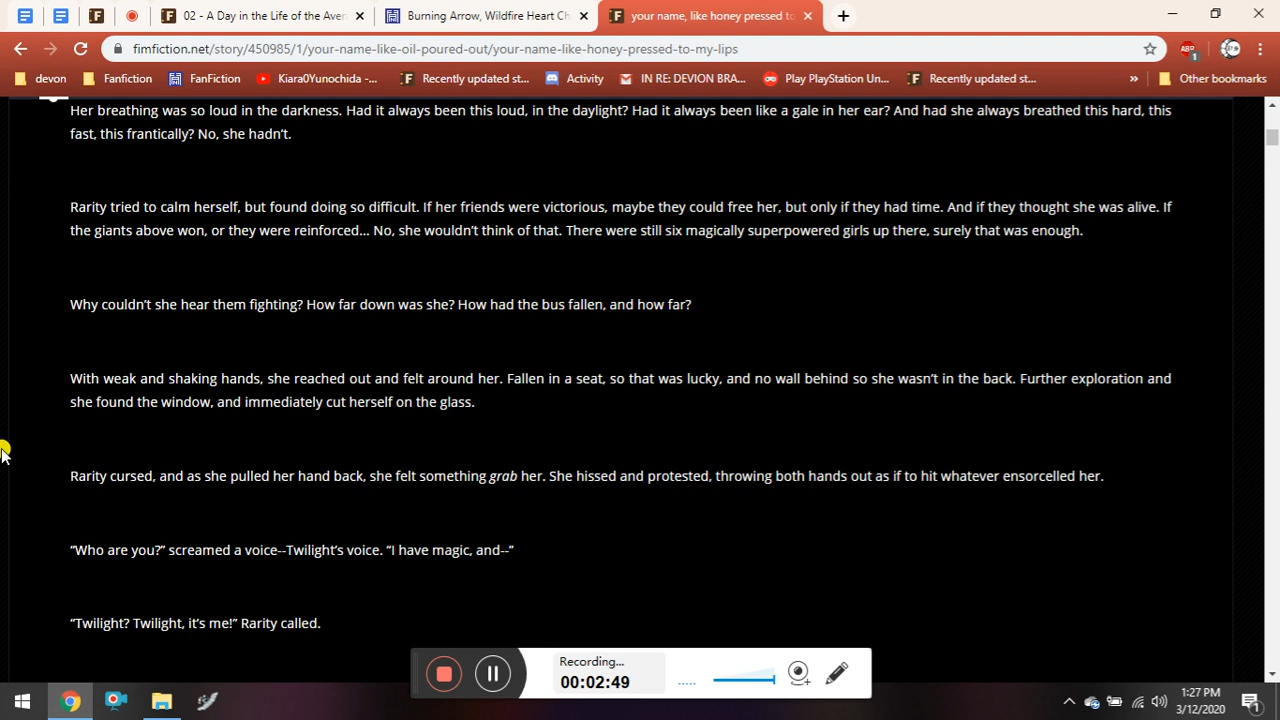 02 - A Day in the Life of the Aven
Burning Arrow, Wildfire Heart Ch
your name, like honey pressed to
fimfiction.net/story/450985/1/your-name-like-oil-poured-out/your-name-like-honey-pressed-to-my-lips
devon Fanfiction FanFiction Kiara0Yunochida -... Recently updated st... Activity IN RE: DEVION BRA... Play PlayStation Un... Recently updated st... » Other bookmarks
Her breathing was so loud in the darkness. Had it always been this loud, in the daylight? Had it always been like a gale in her ear? And had she always breathed this hard, this
fast, this frantically? No, she hadn't.
Rarity tried to calm herself, but found doing so difficult. If her friends were victorious, maybe they could free her, but only if they had time. And if they thought she was alive. If
the giants above won, or they were reinforced... No, she wouldn't think of that. There were still six magically superpowered girls up there, surely that was enough.
Why couldn't she hear them fighting? How far down was she? How had the bus fallen, and how far?
With weak and shaking hands, she reached out and felt around her. Fallen in a seat, so that was lucky, and no wall behind so she wasn't in the back. Further exploration and
she found the window, and immediately cut herself on the glass.
Rarity cursed, and as she pulled her hand back, she felt something grab her. She hissed and protested, throwing both hands out as if to hit whatever ensorcelled her.
“Who are you?” screamed a voice--Twilight's voice. “I have magic, and--”
“Twilight? Twilight, it's me!” Rarity called.
Recording...
00:02:49
1:27 PM
3/12/2020